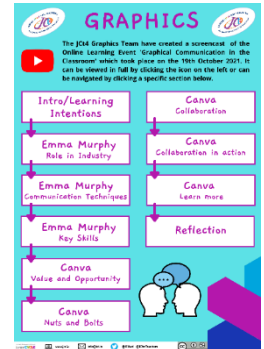 GRAPHICS
The JCt4 Graphics Team have created a screencast of the
Online Learning Event 'Graphical Communication in the
Classroom' which took place on the 19th October 2021. It
can be viewed in full by clicking the icon on the left or can
be navigated by clicking a specific section below.
Intro/Learning
Intentions
Emma Murphy
Role in Industry
Emma Murphy
Communication Techniques
Emma Murphy
Key Skills
Canva
Value and Opportunity
Canva
Nuts and Bolts
Canva
Collaboration
Canva
Collaboration in action
Canva
Learn more
Reflection